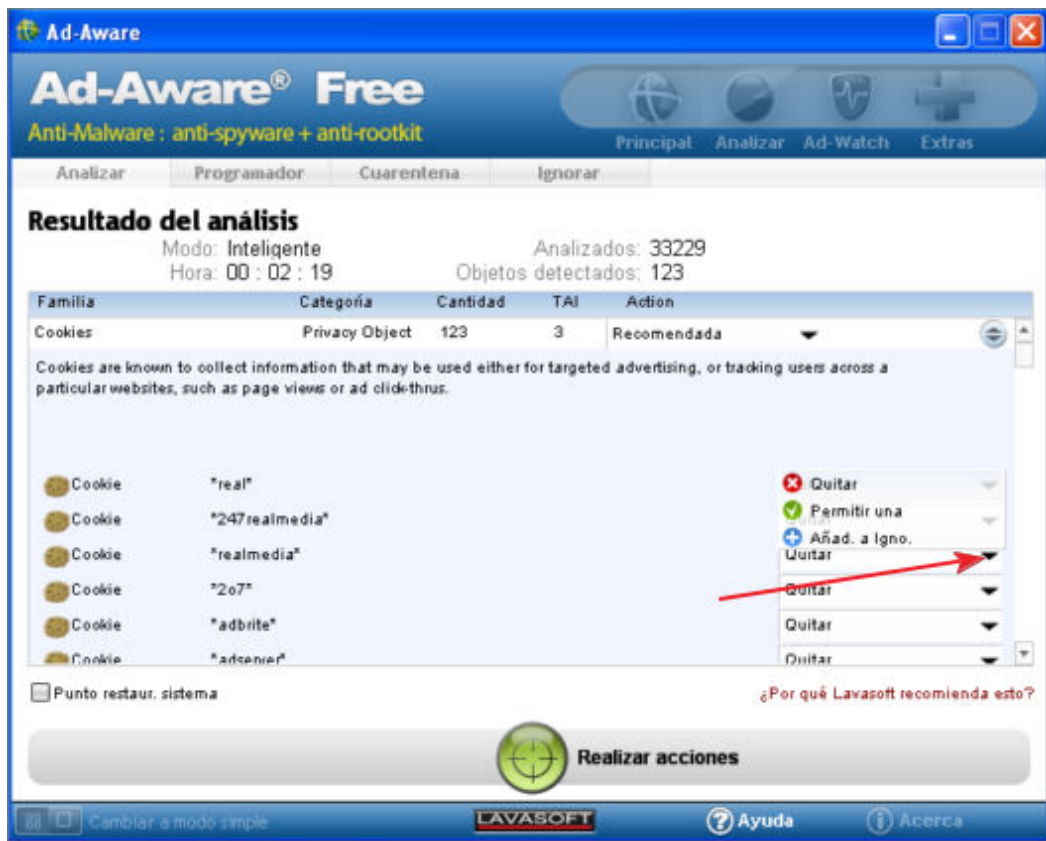 Ad-Aware
Ad-Aware® Free
Anti-Malware : anti-spyware + anti-rootkit
Principal Analizar Ad-Watch Extras
Analizar Programador Cuarentena Ignorar
Resultado del análisis
Modo: Inteligente Analizados: 33229
Hora: 00 : 02 : 19 Objetos detectados: 123
Familia Categoría Cantidad TAI Action
Cookies Privacy Object 123 3 Recomendada
Cookies are known to collect information that may be used either for targeted advertising, or tracking users across a
particular websites, such as page views or ad click-thrus.
Cookie *real* Quitar
Cookie *247realmedia* Permitir una
Añad. a Igno.
Cookie *realmedia* Quitar
Cookie *2o7* Quitar
Cookie *adbrite* Quitar
Cookie *adserver* Quitar
Punto restaur. sistema ¿Por qué Lavasoft recomienda esto?
Realizar acciones
Cambiar a modo simple LAVASOFT Ayuda Acerca